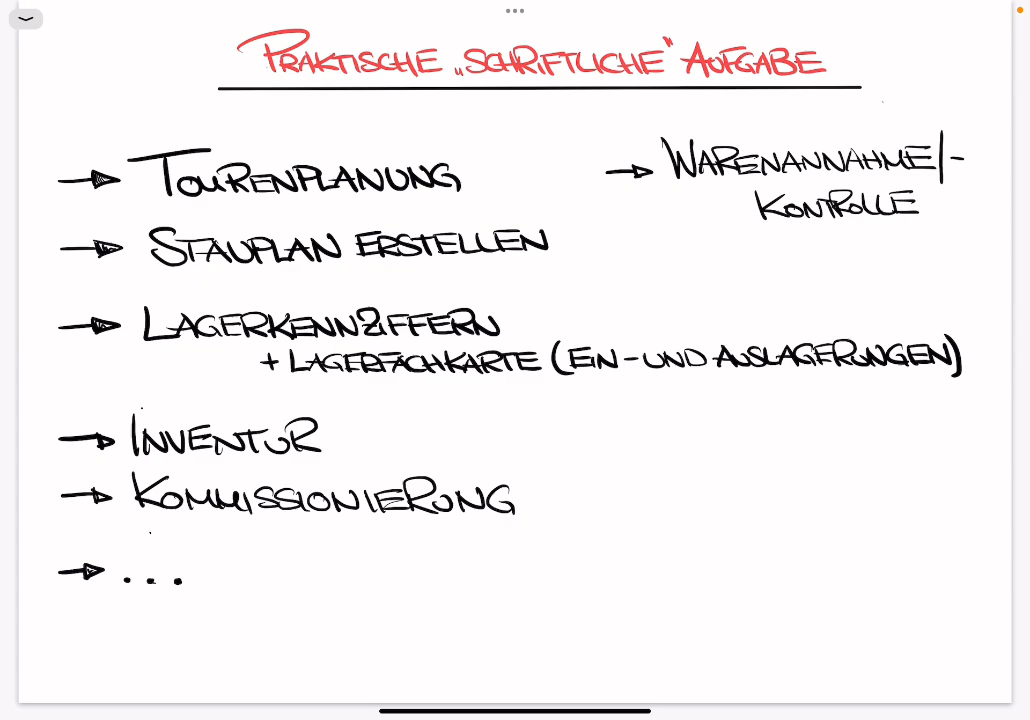 PRAKTISCHE „SCHRIFTLICHE“ AUFGABE
→ TOURENPLANUNG
→ STAUPLAN ERSTELLEN
→ LAGERKENNZIFFERN
+ LAGERFACHKARTE (EIN- UND AUSLAGERUNGEN)
→ INVENTUR
→ KOMMISSIONIERUNG
→ ...
→ WARENANNAHME/-
KONTROLLE